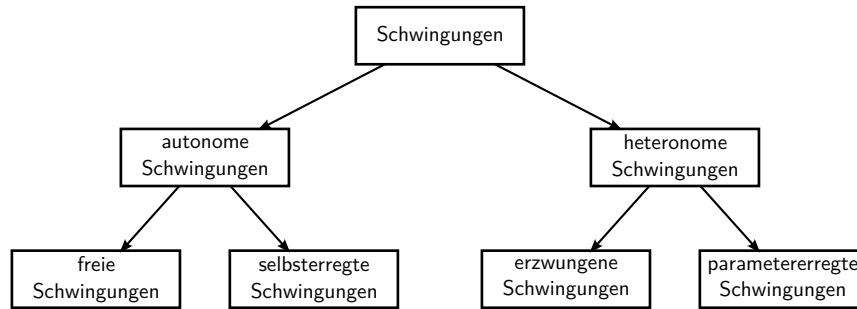 Schwingungen
autonome
Schwingungen
heteronome
Schwingungen
freie
Schwingungen
selbsterregte
Schwingungen
erzwungene
Schwingungen
parametererregte
Schwingungen